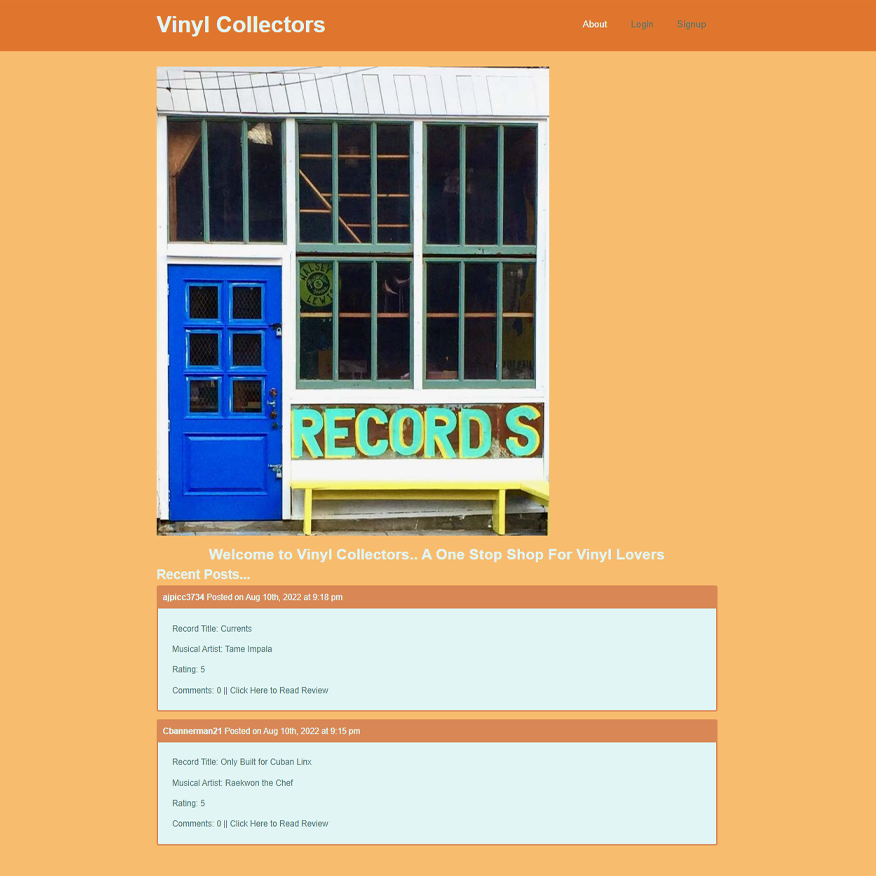 Vinyl Collectors
About Login Signup
HALSEY
LEWIS
RECORDS
Welcome to Vinyl Collectors.. A One Stop Shop For Vinyl Lovers
Recent Posts...
ajpicc3734 Posted on Aug 10th, 2022 at 9:18 pm
Record Title: Currents
Musical Artist: Tame Impala
Rating: 5
Comments: 0 || Click Here to Read Review
Cbannerman21 Posted on Aug 10th, 2022 at 9:15 pm
Record Title: Only Built for Cuban Linx
Musical Artist: Raekwon the Chef
Rating: 5
Comments: 0 || Click Here to Read Review